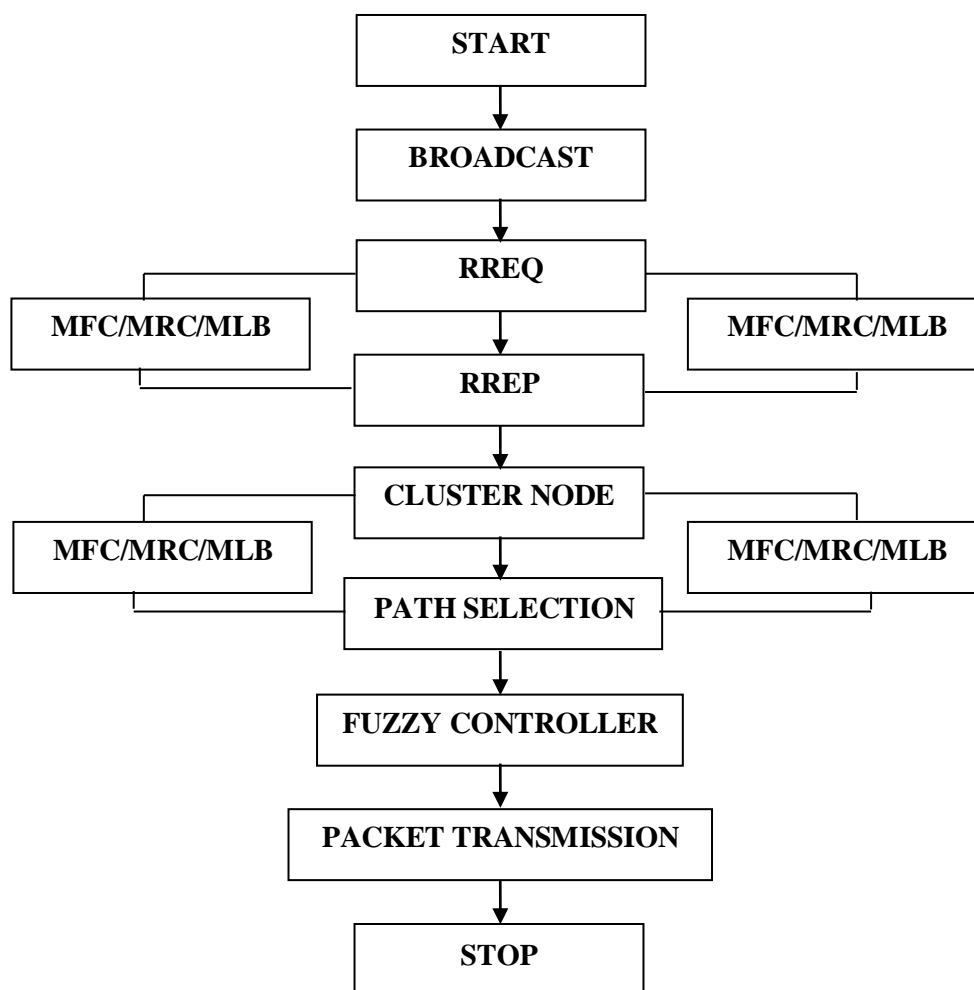 START
BROADCAST
RREQ
MFC/MRC/MLB
MFC/MRC/MLB
RREP
CLUSTER NODE
MFC/MRC/MLB
MFC/MRC/MLB
PATH SELECTION
FUZZY CONTROLLER
PACKET TRANSMISSION
STOP